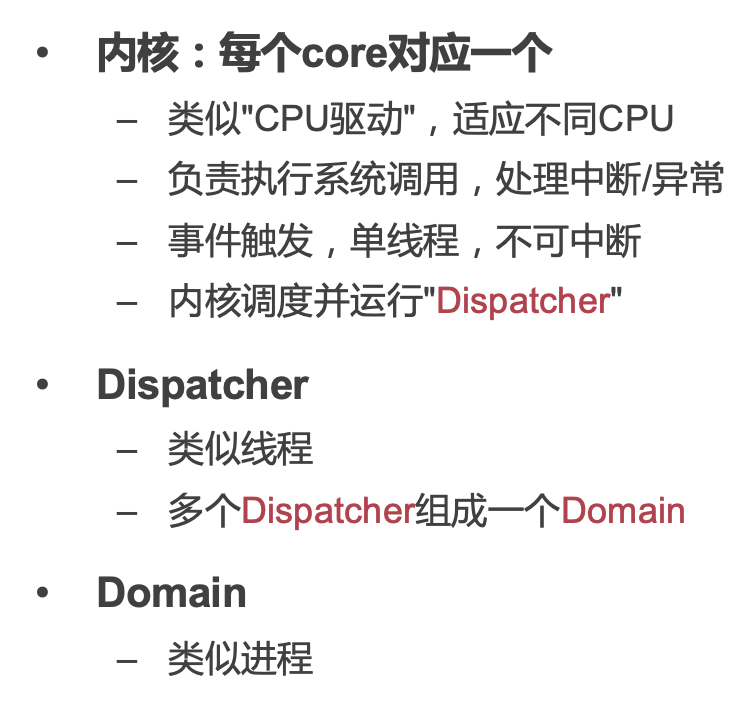 • 内核：每个core对应一个
– 类似"CPU驱动"，适应不同CPU
– 负责执行系统调用，处理中断/异常
– 事件触发，单线程，不可中断
– 内核调度并运行"Dispatcher"
• Dispatcher
– 类似线程
– 多个Dispatcher组成一个Domain
• Domain
– 类似进程